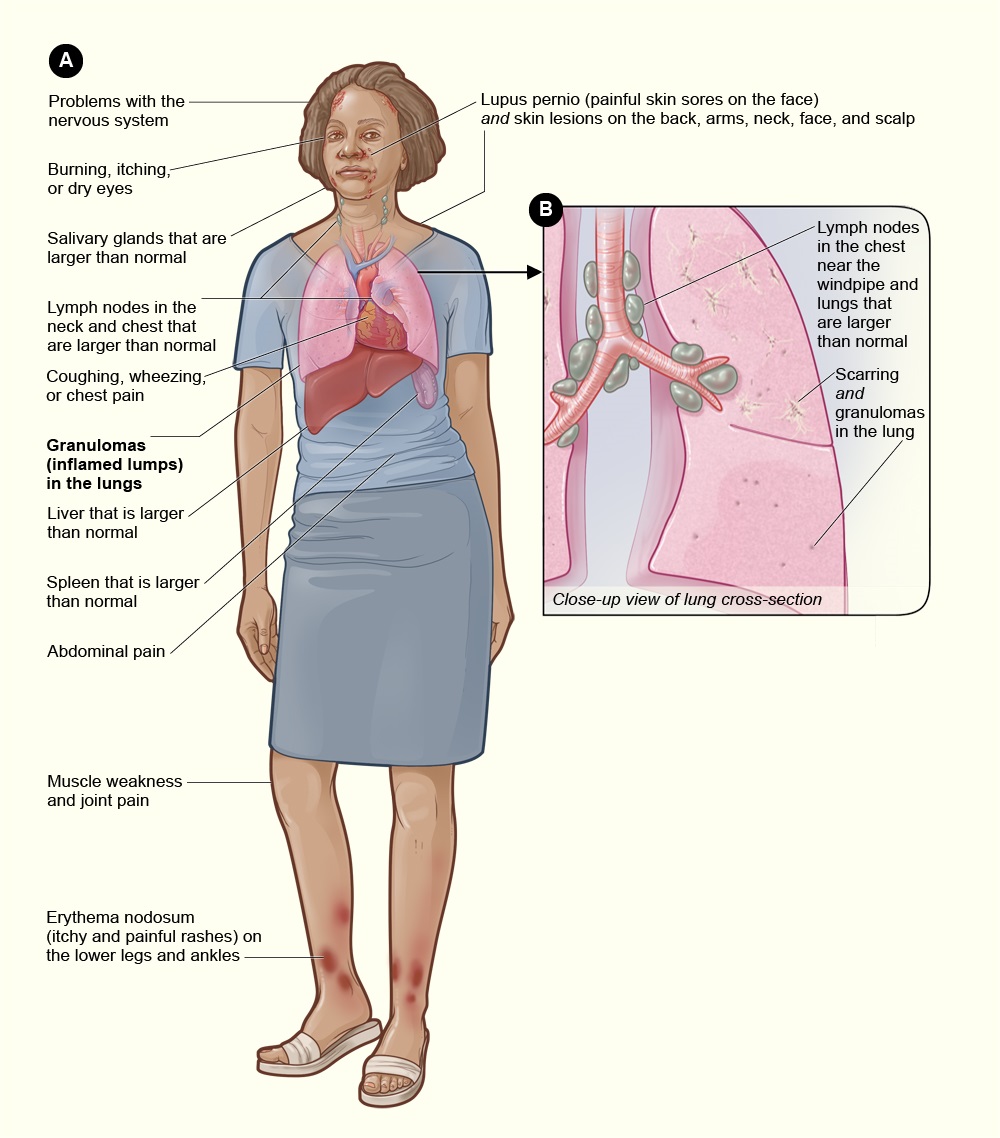 A
Problems with the
nervous system
Burning, itching,
or dry eyes
Salivary glands that are
larger than normal
Lymph nodes in the
neck and chest that
are larger than normal
Coughing, wheezing,
or chest pain
Granulomas
(inflamed lumps)
in the lungs
Liver that is larger
than normal
Spleen that is larger
than normal
Abdominal pain
Muscle weakness
and joint pain
Erythema nodosum
(itchy and painful rashes) on
the lower legs and ankles
Lupus pernio (painful skin sores on the face)
and skin lesions on the back, arms, neck, face, and scalp
B
Lymph nodes
in the chest
near the
windpipe and
lungs that
are larger
than normal
Scarring
and
granulomas
in the lung
Close-up view of lung cross-section